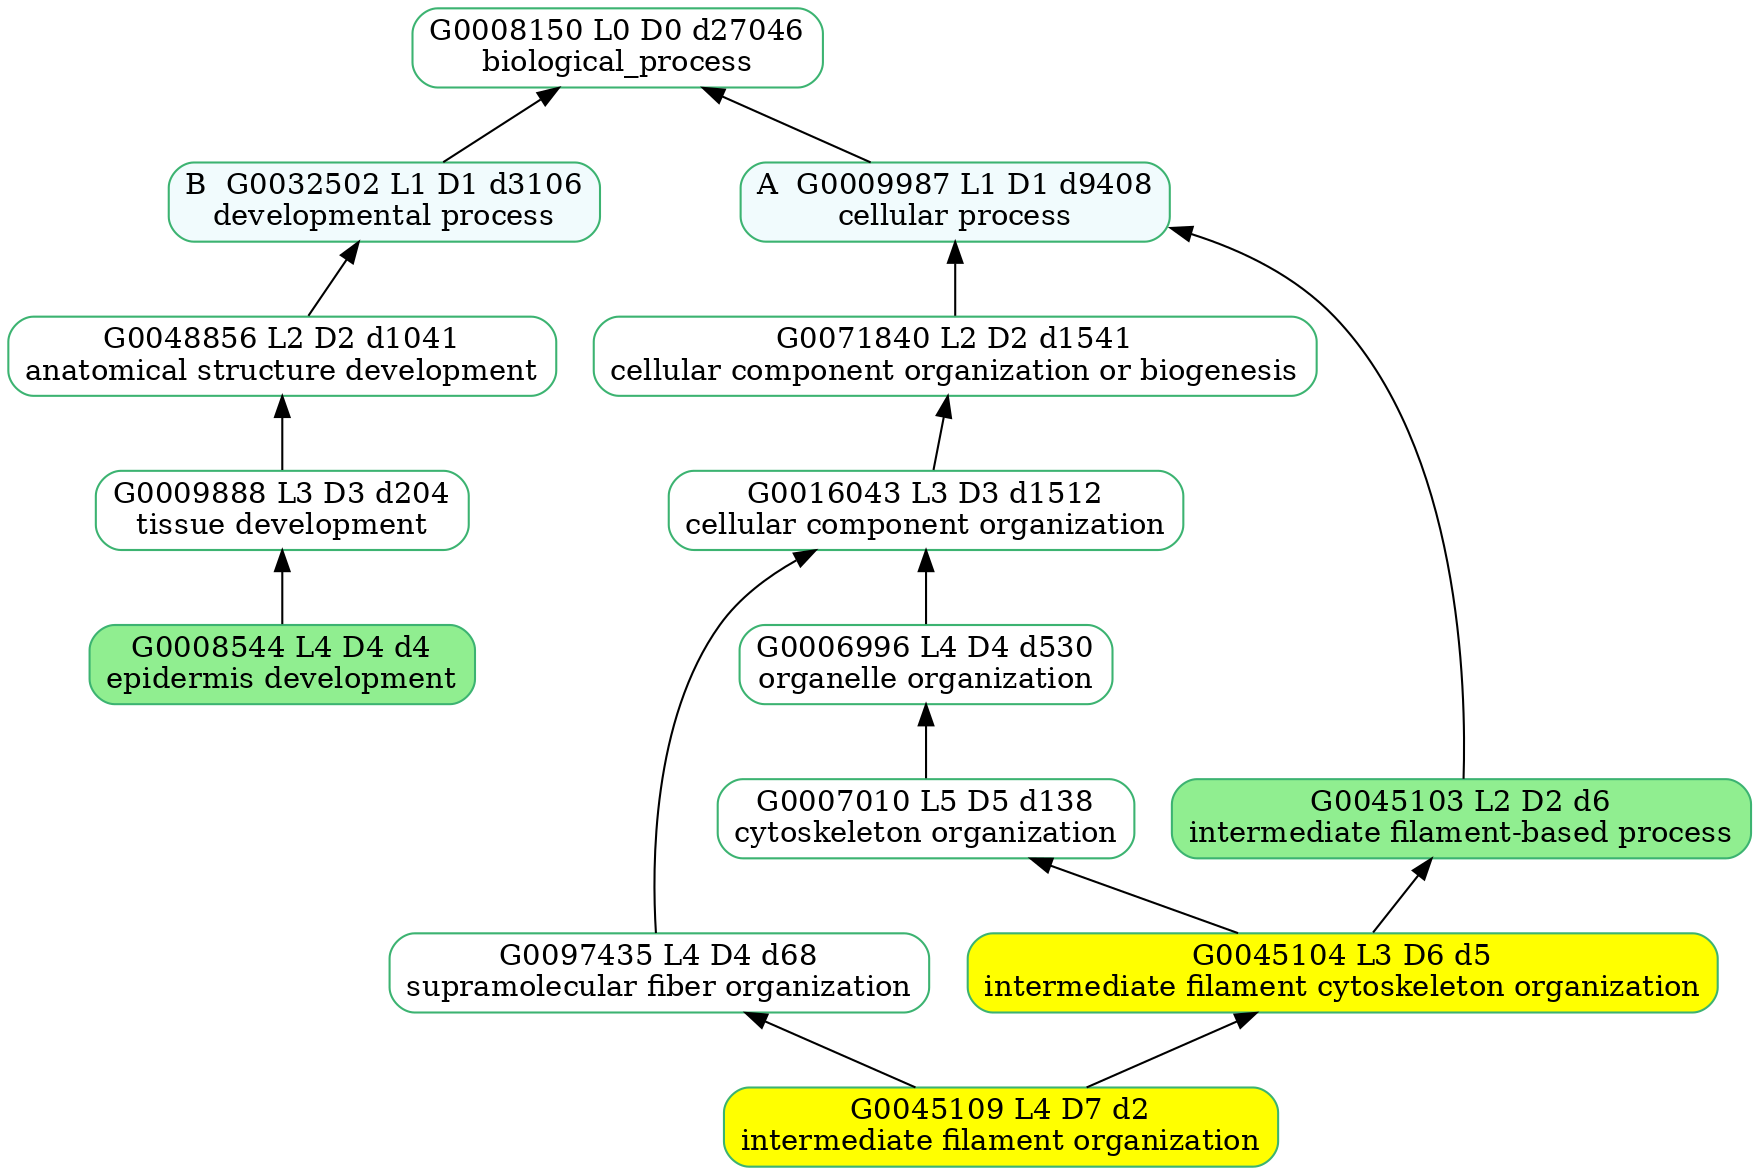 G0008150 L0 D0 d27046
biological_process
B  G0032502 L1 D1 d3106
developmental process
A  G0009987 L1 D1 d9408
cellular process
G0048856 L2 D2 d1041
anatomical structure development
G0071840 L2 D2 d1541
cellular component organization or biogenesis
G0009888 L3 D3 d204
tissue development
G0016043 L3 D3 d1512
cellular component organization
G0008544 L4 D4 d4
epidermis development
G0006996 L4 D4 d530
organelle organization
G0007010 L5 D5 d138
cytoskeleton organization
G0045103 L2 D2 d6
intermediate filament-based process
G0097435 L4 D4 d68
supramolecular fiber organization
G0045104 L3 D6 d5
intermediate filament cytoskeleton organization
G0045109 L4 D7 d2
intermediate filament organization